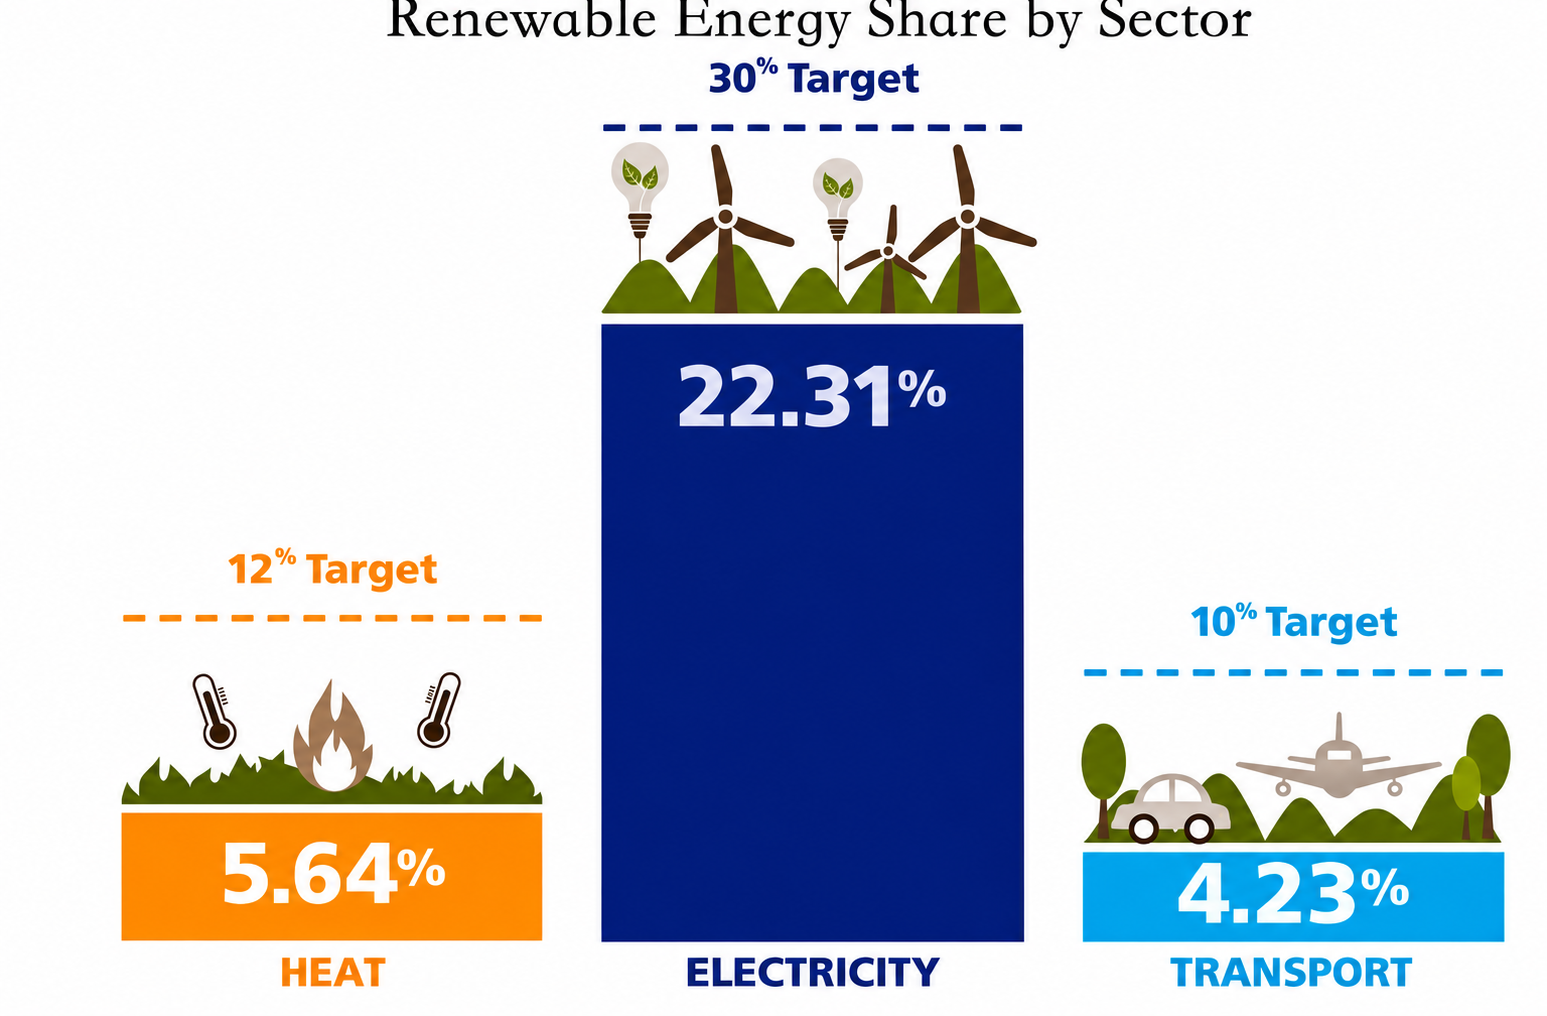 Renewable Energy Share by Sector
30% Target
22.31%
12% Target
10% Target
5.64%
4.23%
HEAT
ELECTRICITY
TRANSPORT